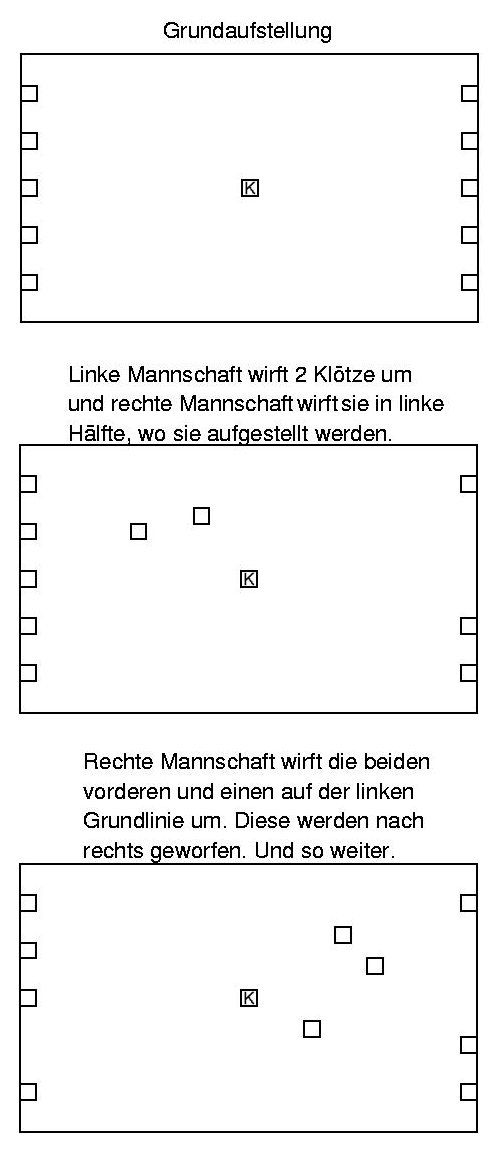 Grundaufstellung
K
Linke Mannschaft wirft 2 Klötze um
und rechte Mannschaft wirft sie in linke
Hälfte, wo sie aufgestellt werden.
K
Rechte Mannschaft wirft die beiden
vorderen und einen auf der linken
Grundlinie um. Diese werden nach
rechts geworfen. Und so weiter.
K